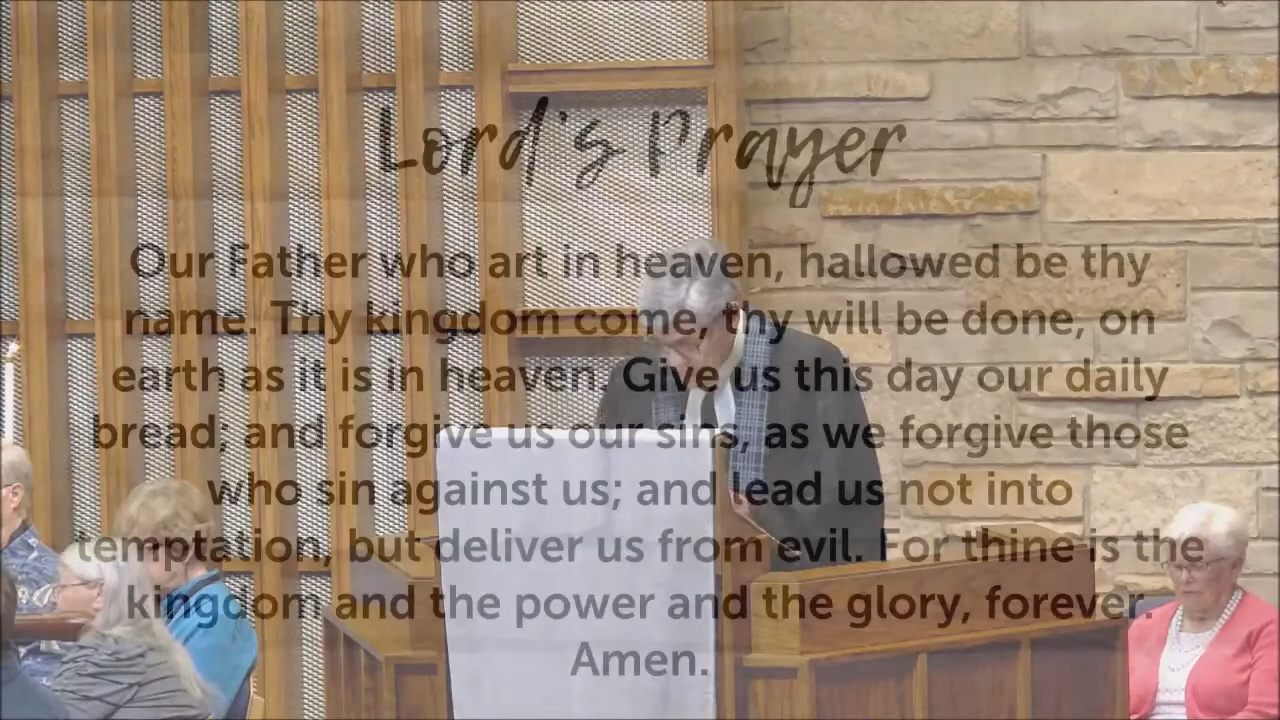 Lord's Prayer
Our Father who art in heaven, hallowed be thy
name. Thy kingdom come, thy will be done, on
earth as it is in heaven. Give us this day our daily
bread; and forgive us our sins, as we forgive those
who sin against us; and lead us not into
temptation, but deliver us from evil. For thine is the
kingdom and the power and the glory, forever.
Amen.